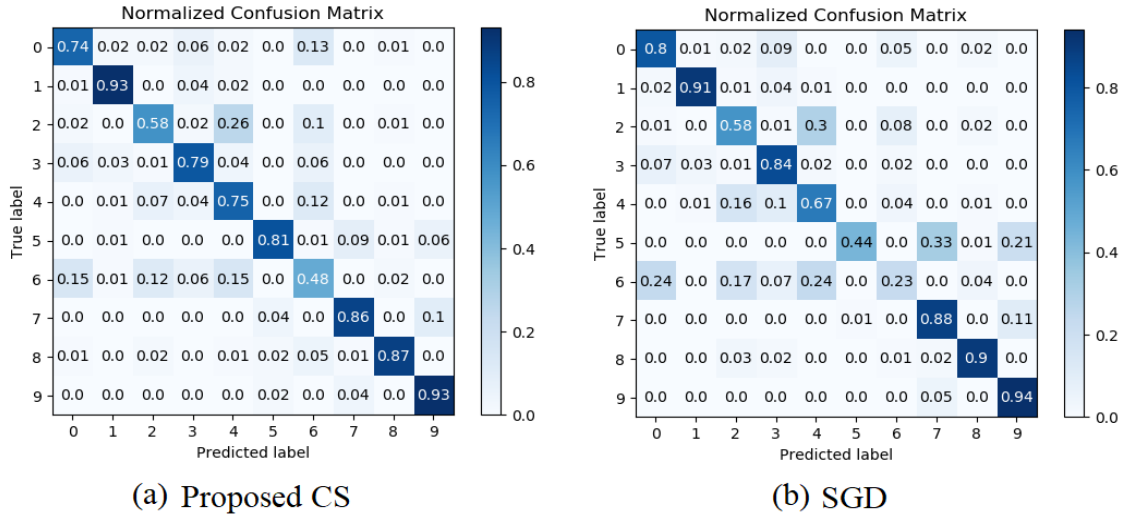 Normalized Confusion Matrix
0 0.74 0.02 0.02 0.06 0.02 0.0 0.13 0.0 0.01 0.0
1 0.01 0.93 0.0 0.04 0.02 0.0 0.0 0.0 0.0 0.0
2 0.02 0.0 0.58 0.02 0.26 0.0 0.1 0.0 0.01 0.0
3 0.06 0.03 0.01 0.79 0.04 0.0 0.06 0.0 0.0 0.0
4 0.0 0.01 0.07 0.04 0.75 0.0 0.12 0.0 0.0 0.0
5 0.0 0.01 0.0 0.0 0.0 0.81 0.01 0.09 0.01 0.06
6 0.15 0.01 0.12 0.06 0.15 0.0 0.48 0.0 0.02 0.0
7 0.0 0.0 0.0 0.0 0.0 0.04 0.0 0.86 0.0 0.1
8 0.01 0.0 0.02 0.0 0.01 0.02 0.05 0.01 0.87 0.0
9 0.0 0.0 0.0 0.0 0.0 0.02 0.0 0.04 0.0 0.93
0 1 2 3 4 5 6 7 8 9
True label
Predicted label
0.8
0.6
0.4
0.2
0.0
(a) Proposed CS
Normalized Confusion Matrix
0 0.8 0.01 0.02 0.09 0.0 0.0 0.05 0.0 0.02 0.0
1 0.02 0.91 0.01 0.04 0.01 0.0 0.0 0.0 0.0 0.0
2 0.01 0.0 0.58 0.01 0.3 0.0 0.08 0.0 0.02 0.0
3 0.07 0.03 0.01 0.84 0.02 0.0 0.02 0.0 0.0 0.0
4 0.0 0.01 0.16 0.1 0.67 0.0 0.04 0.0 0.01 0.0
5 0.0 0.0 0.0 0.0 0.0 0.44 0.0 0.33 0.01 0.21
6 0.24 0.0 0.17 0.07 0.24 0.0 0.23 0.0 0.04 0.0
7 0.0 0.0 0.0 0.0 0.0 0.01 0.0 0.88 0.0 0.11
8 0.0 0.0 0.03 0.02 0.0 0.0 0.01 0.02 0.9 0.0
9 0.0 0.0 0.0 0.0 0.0 0.0 0.0 0.05 0.0 0.94
0 1 2 3 4 5 6 7 8 9
True label
Predicted label
0.8
0.6
0.4
0.2
0.0
(b) SGD